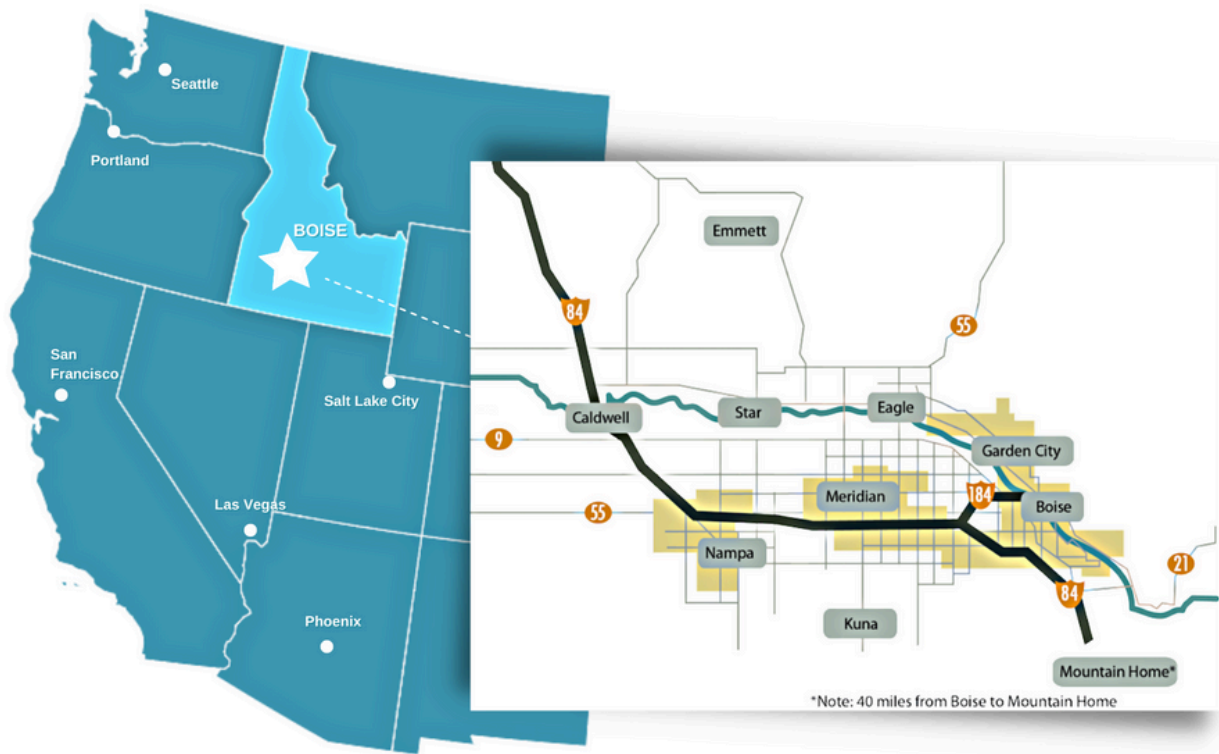 Seattle
Portland
BOISE
San
Francisco
Salt Lake City
Las Vegas
Phoenix
Emmett
84
55
Caldwell
Star
Eagle
9
Garden City
Meridian
184
Boise
55
Nampa
21
84
Kuna
Mountain Home*
*Note: 40 miles from Boise to Mountain Home